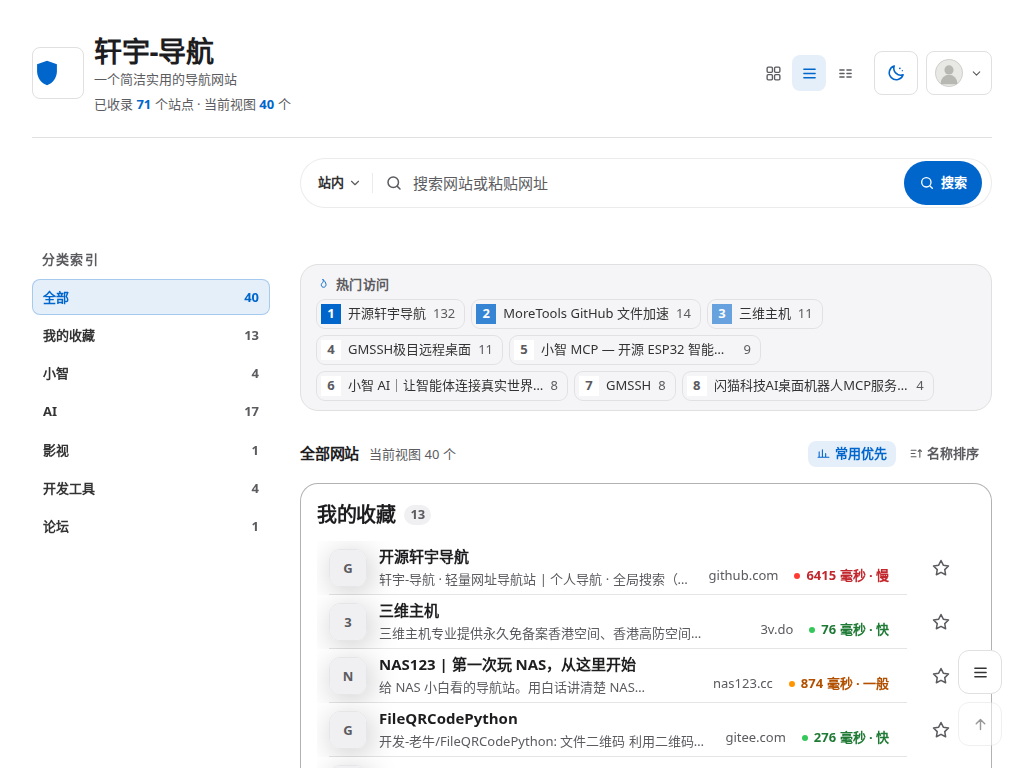 轩宇-导航
一个简洁实用的导航网站
已收录 71 个站点 · 当前视图 40 个
站内 搜索网站或粘贴网址 搜索
分类索引
全部 40
我的收藏 13
小智 4
AI 17
影视 1
开发工具 4
论坛 1
热门访问
1 开源轩宇导航 132 2 MoreTools GitHub 文件加速 14 3 三维主机 11
4 GMSSH极目远程桌面 11 5 小智 MCP — 开源 ESP32 智能... 9
6 小智 AI｜让智能体连接真实世界... 8 7 GMSSH 8 8 闪猫科技AI桌面机器人MCP服务... 4
全部网站 当前视图 40 个 常用优先 名称排序
我的收藏 13
G 开源轩宇导航
轩宇-导航 · 轻量网址导航站 | 个人导航 · 全局搜索（... github.com 6415 毫秒 · 慢
3 三维主机
三维主机专业提供永久免备案香港空间、香港高防空间... 3v.do 76 毫秒 · 快
N NAS123 | 第一次玩 NAS，从这里开始
给 NAS 小白看的导航站。用白话讲清楚 NAS... nas123.cc 874 毫秒 · 一般
G FileQRCodePython
开发-老牛/FileQRCodePython: 文件二维码 利用二维码... gitee.com 276 毫秒 · 快